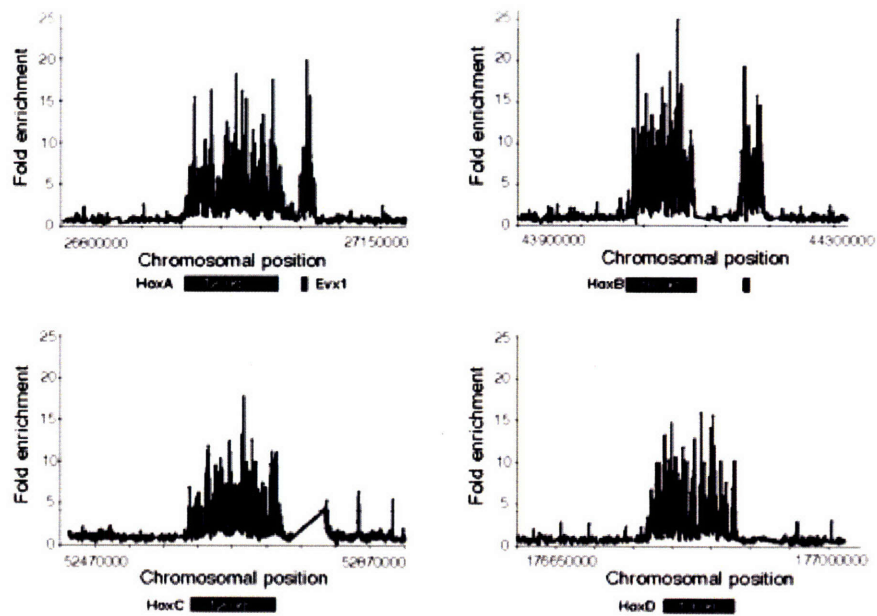 25
20
15
10
5
0
Fold enrichment
26800000
27150000
Chromosomal position
HoxA
Evx1
25
20
15
10
5
0
Fold enrichment
43900000
44300000
Chromosomal position
HoxB
25
20
15
10
5
0
Fold enrichment
52470000
52870000
Chromosomal position
HoxC
25
20
15
10
5
0
Fold enrichment
176650000
177000000
Chromosomal position
HoxD